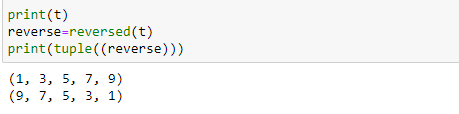 print(t)
reverse=reversed(t)
print(tuple((reverse)))
(1, 3, 5, 7, 9)
(9, 7, 5, 3, 1)